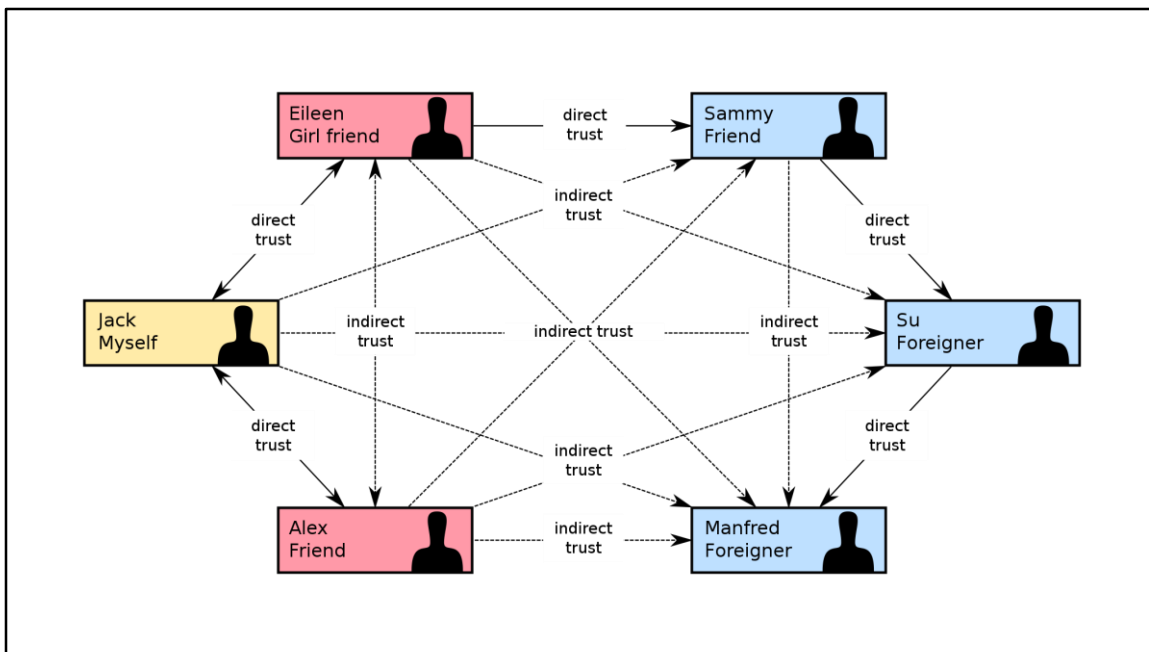 Eileen
Girl friend
direct
trust
Sammy
Friend
indirect
trust
direct
trust
direct
trust
Jack
Myself
indirect
trust
indirect trust
indirect
trust
Su
Foreigner
direct
trust
direct
trust
indirect
trust
Alex
Friend
indirect
trust
Manfred
Foreigner